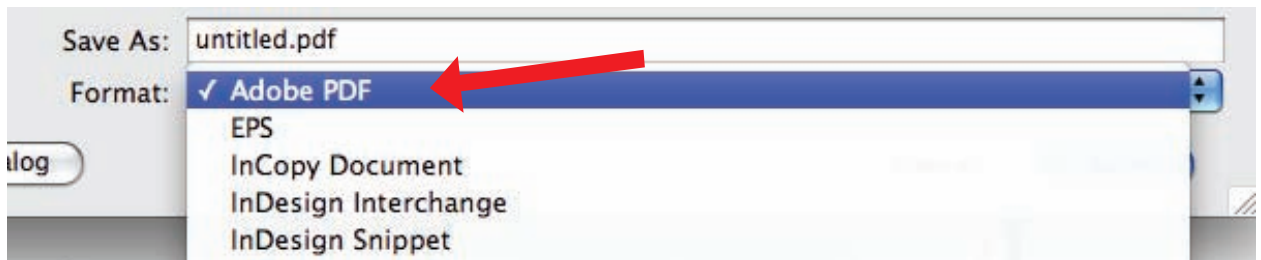 Save As: untitled.pdf
Format: ✓ Adobe PDF
EPS
alog
InCopy Document
InDesign Interchange
InDesign Snippet